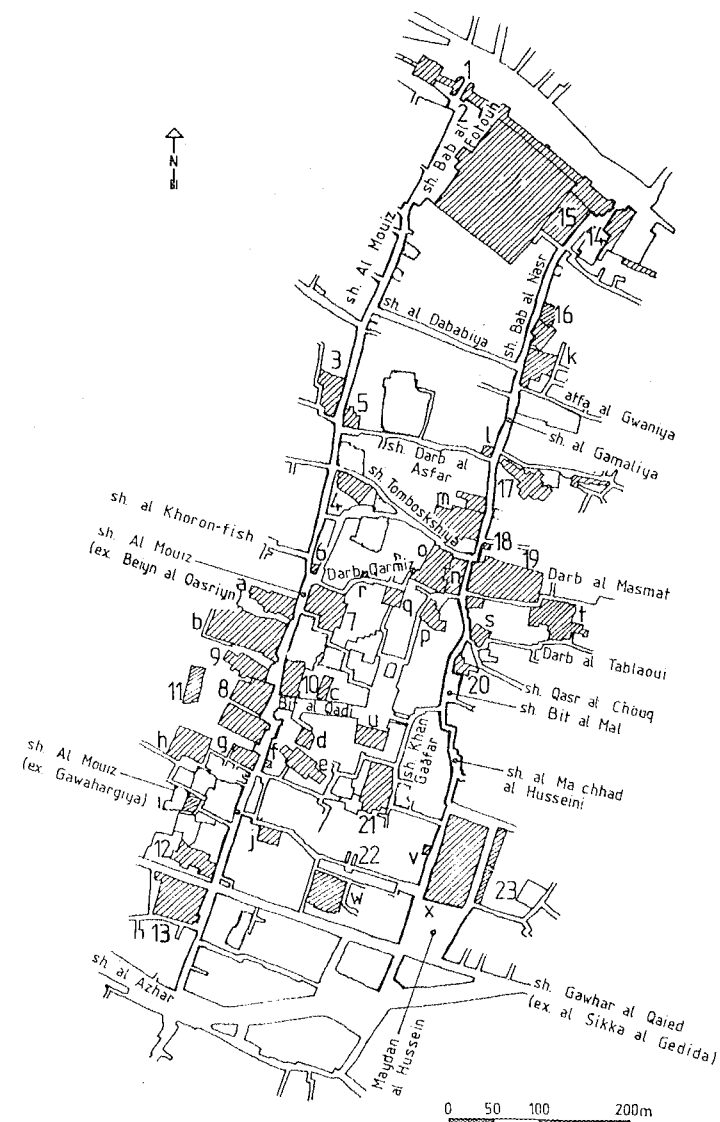 1
2
N
sh. Bab al
Fotouh
sh. Al Mouiz
15
14
sh. Bab al Nasr
16
sh. al Dababiya
k
3
5
atfa al Gwaniya
l
sh. al Gamaliya
sh. Darb al
Asfar
17
m
sh. Tomboskshiya
4
sh. al Khoron-fish
sh. Al Mouiz
(ex. Beiyn al Qasriyn)
6
18
19
o
n
Darb Qarmiz
Darb al Masmat
a
r
q
7
p
s
t
b
Darb al Tablaoui
9
20
sh. Qasr al Chouq
11
10
c
8
Bit al Qadi
sh. Bit al Mal
u
d
sh. Khan
Gaafar
h
g
f
e
sh. al Machhad
al Husseini
sh. Al Mouiz
(ex. Gawahargiya)
21
j
22
v
12
23
w
x
13
sh. al Azhar
sh. Gawhar al Qaied
(ex. al Sikka al Gedida)
Maydan
al Hussein
0 50 100 200m